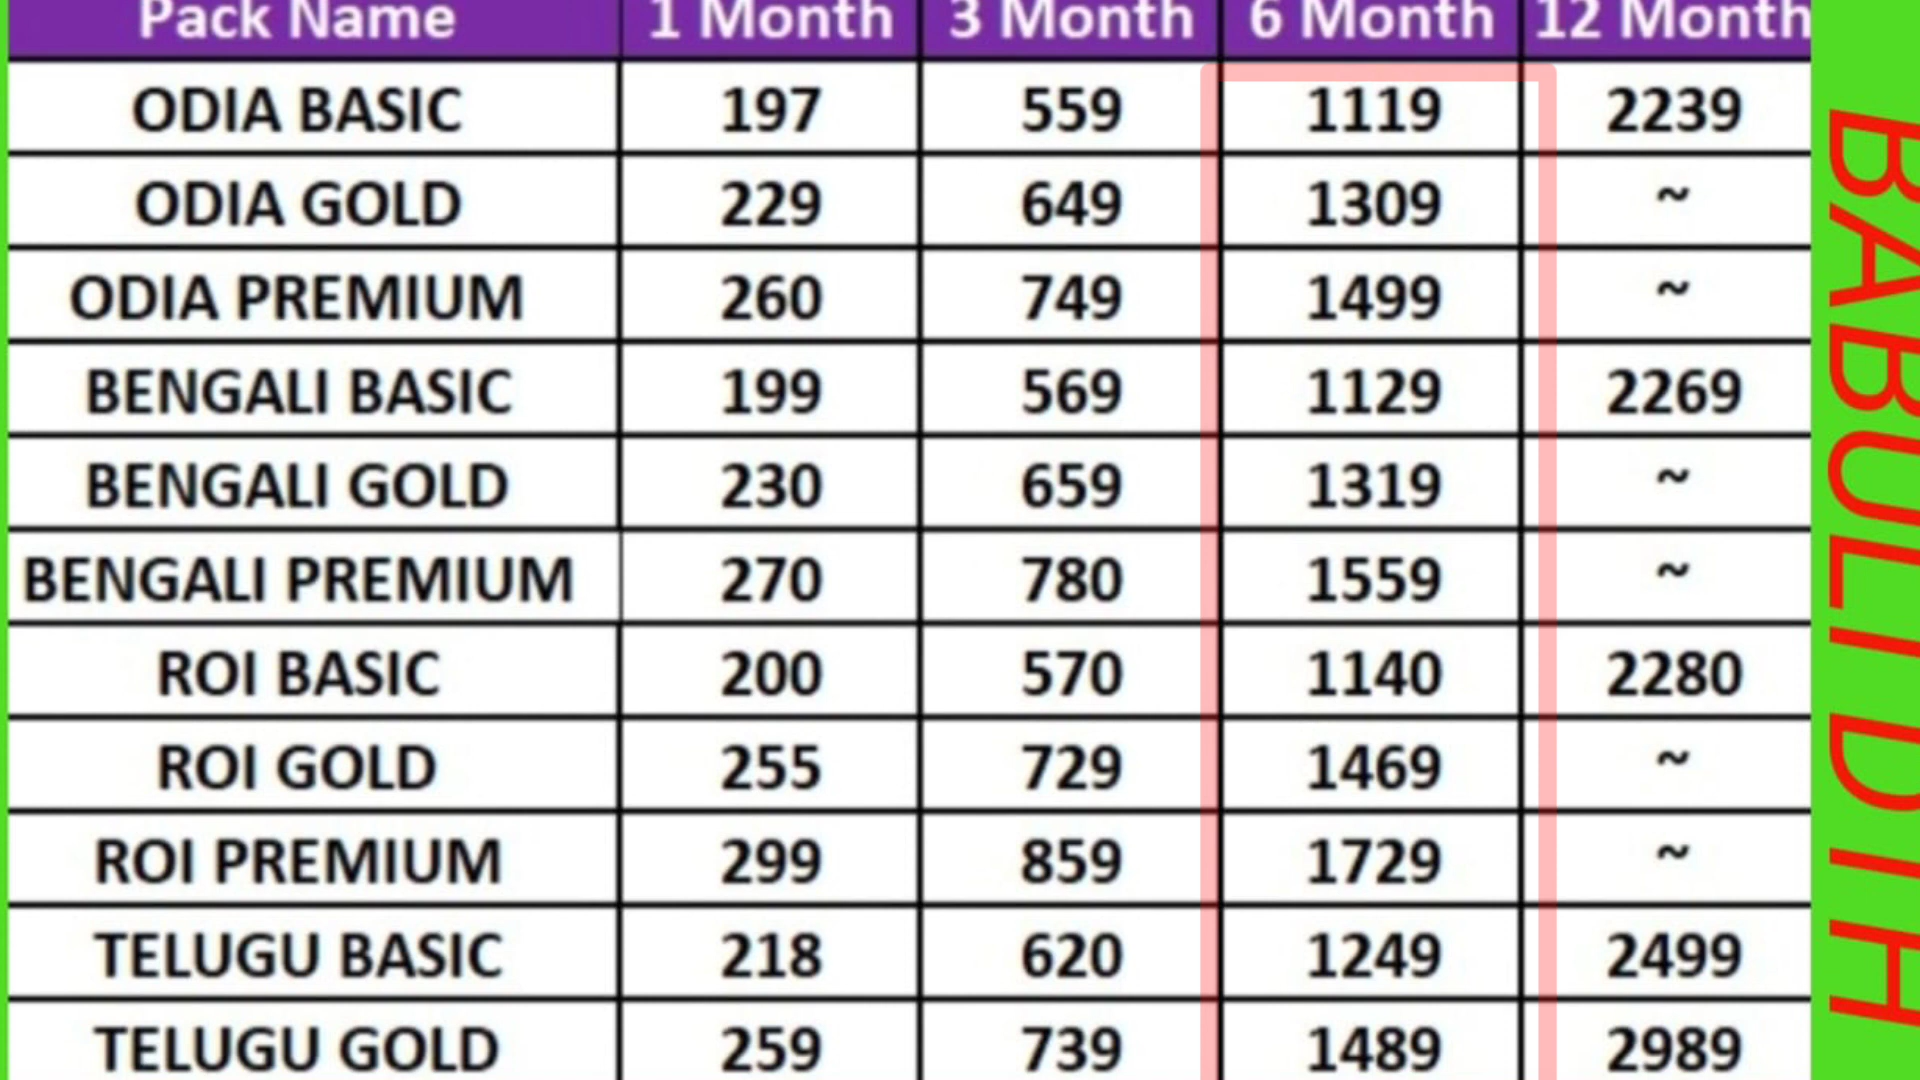 Pack Name 1 Month 3 Month 6 Month 12 Month
ODIA BASIC 197 559 1119 2239
ODIA GOLD 229 649 1309 ~
ODIA PREMIUM 260 749 1499 ~
BENGALI BASIC 199 569 1129 2269
BENGALI GOLD 230 659 1319 ~
BENGALI PREMIUM 270 780 1559 ~
ROI BASIC 200 570 1140 2280
ROI GOLD 255 729 1469 ~
ROI PREMIUM 299 859 1729 ~
TELUGU BASIC 218 620 1249 2499
TELUGU GOLD 259 739 1489 2989
BABULI DTH